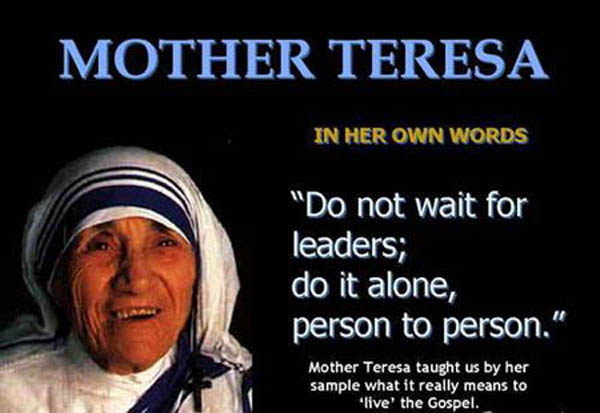 MOTHER TERESA
IN HER OWN WORDS
“Do not wait for
leaders;
do it alone,
person to person.”
Mother Teresa taught us by her
sample what it really means to
‘live’ the Gospel.